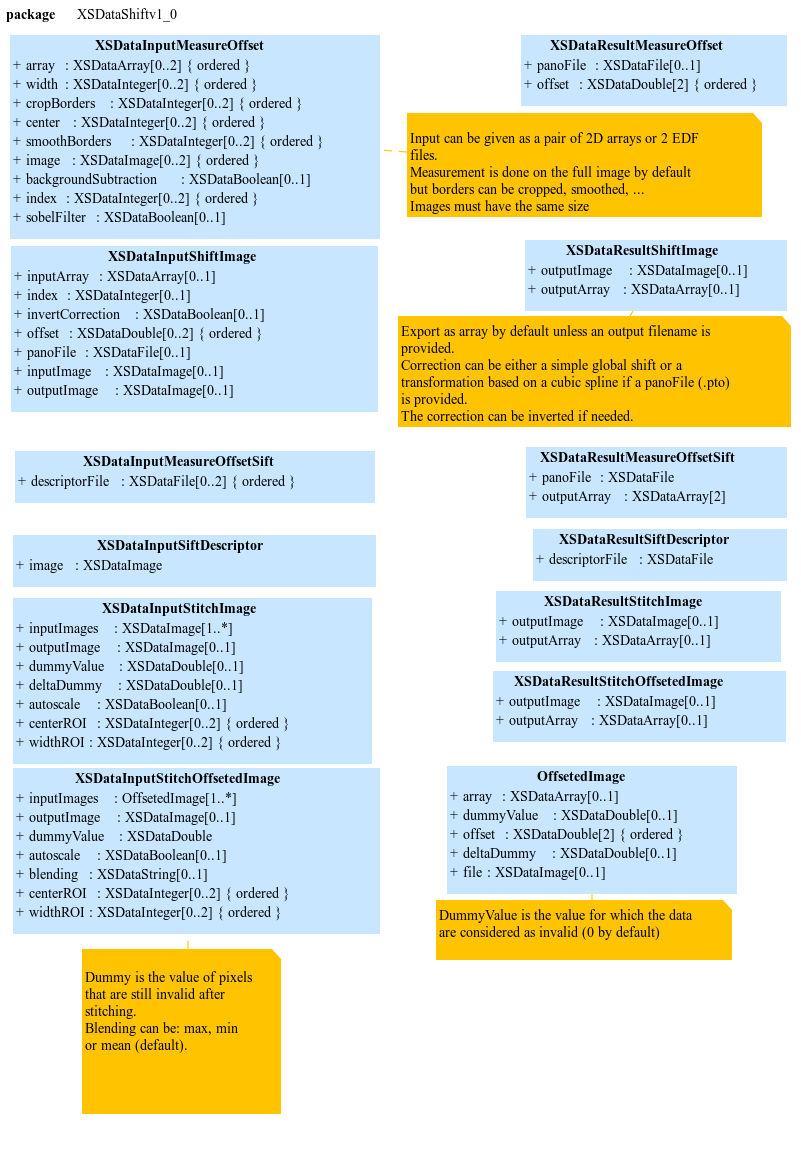 package XSDataShiftv1_0
XSDataInputMeasureOffset
+ array : XSDataArray[0..2] { ordered }
+ width : XSDataInteger[0..2] { ordered }
+ cropBorders : XSDataInteger[0..2] { ordered }
+ center : XSDataInteger[0..2] { ordered }
+ smoothBorders : XSDataInteger[0..2] { ordered }
+ image : XSDataImage[0..2] { ordered }
+ backgroundSubtraction : XSDataBoolean[0..1]
+ index : XSDataInteger[0..2] { ordered }
+ sobelFilter : XSDataBoolean[0..1]
XSDataResultMeasureOffset
+ panoFile : XSDataFile[0..1]
+ offset : XSDataDouble[2] { ordered }
Input can be given as a pair of 2D arrays or 2 EDF
files.
Measurement is done on the full image by default
but borders can be cropped, smoothed, ...
Images must have the same size
XSDataInputShiftImage
+ inputArray : XSDataArray[0..1]
+ index : XSDataInteger[0..1]
+ invertCorrection : XSDataBoolean[0..1]
+ offset : XSDataDouble[0..2] { ordered }
+ panoFile : XSDataFile[0..1]
+ inputImage : XSDataImage[0..1]
+ outputImage : XSDataImage[0..1]
XSDataResultShiftImage
+ outputImage : XSDataImage[0..1]
+ outputArray : XSDataArray[0..1]
Export as array by default unless an output filename is
provided.
Correction can be either a simple global shift or a
transformation based on a cubic spline if a panoFile (.pto)
is provided.
The correction can be inverted if needed.
XSDataInputMeasureOffsetSift
+ descriptorFile : XSDataFile[0..2] { ordered }
XSDataResultMeasureOffsetSift
+ panoFile : XSDataFile
+ outputArray : XSDataArray[2]
XSDataInputSiftDescriptor
+ image : XSDataImage
XSDataResultSiftDescriptor
+ descriptorFile : XSDataFile
XSDataInputStitchImage
+ inputImages : XSDataImage[1..*]
+ outputImage : XSDataImage[0..1]
+ dummyValue : XSDataDouble[0..1]
+ deltaDummy : XSDataDouble[0..1]
+ autoscale : XSDataBoolean[0..1]
+ centerROI : XSDataInteger[0..2] { ordered }
+ widthROI : XSDataInteger[0..2] { ordered }
XSDataResultStitchImage
+ outputImage : XSDataImage[0..1]
+ outputArray : XSDataArray[0..1]
XSDataResultStitchOffsetedImage
+ outputImage : XSDataImage[0..1]
+ outputArray : XSDataArray[0..1]
XSDataInputStitchOffsetedImage
+ inputImages : OffsetedImage[1..*]
+ outputImage : XSDataImage[0..1]
+ dummyValue : XSDataDouble
+ autoscale : XSDataBoolean[0..1]
+ blending : XSDataString[0..1]
+ centerROI : XSDataInteger[0..2] { ordered }
+ widthROI : XSDataInteger[0..2] { ordered }
OffsetedImage
+ array : XSDataArray[0..1]
+ dummyValue : XSDataDouble[0..1]
+ offset : XSDataDouble[2] { ordered }
+ deltaDummy : XSDataDouble[0..1]
+ file : XSDataImage[0..1]
DummyValue is the value for which the data
are considered as invalid (0 by default)
Dummy is the value of pixels
that are still invalid after
stitching.
Blending can be: max, min
or mean (default).